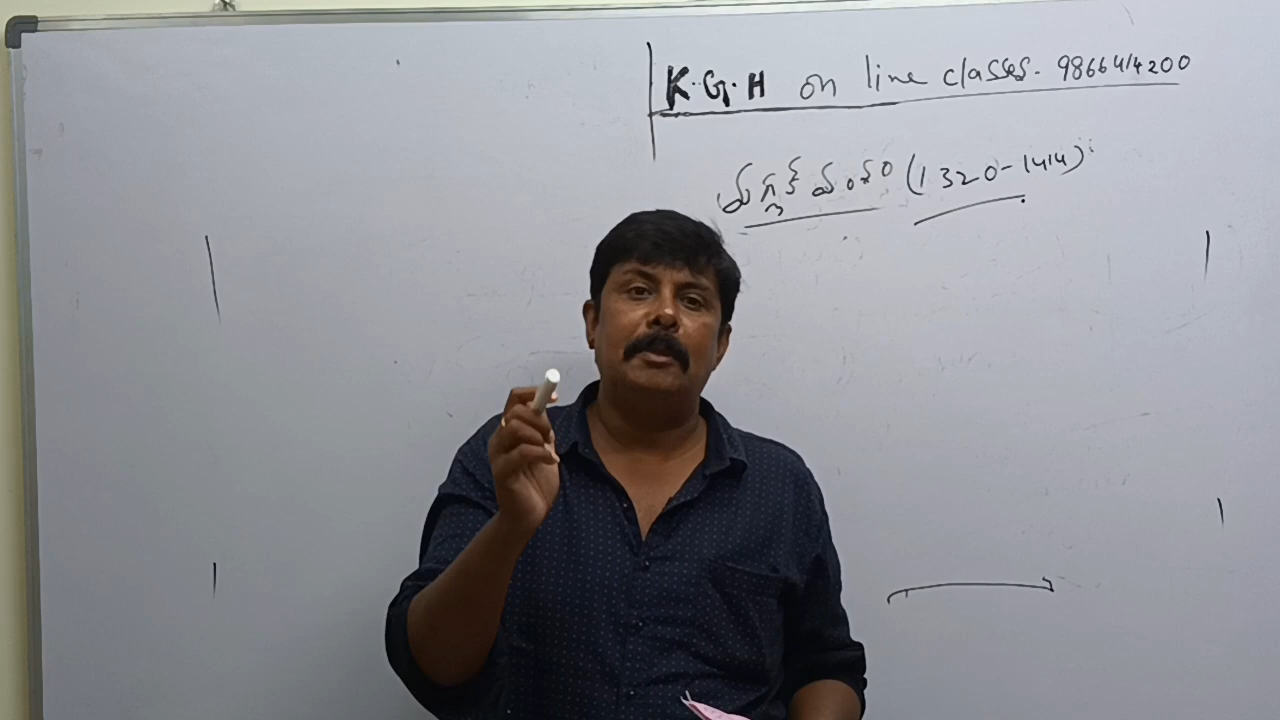 K.G.H on line classes. 9866414200
తుగ్లక్ వంశం (1320-1414):